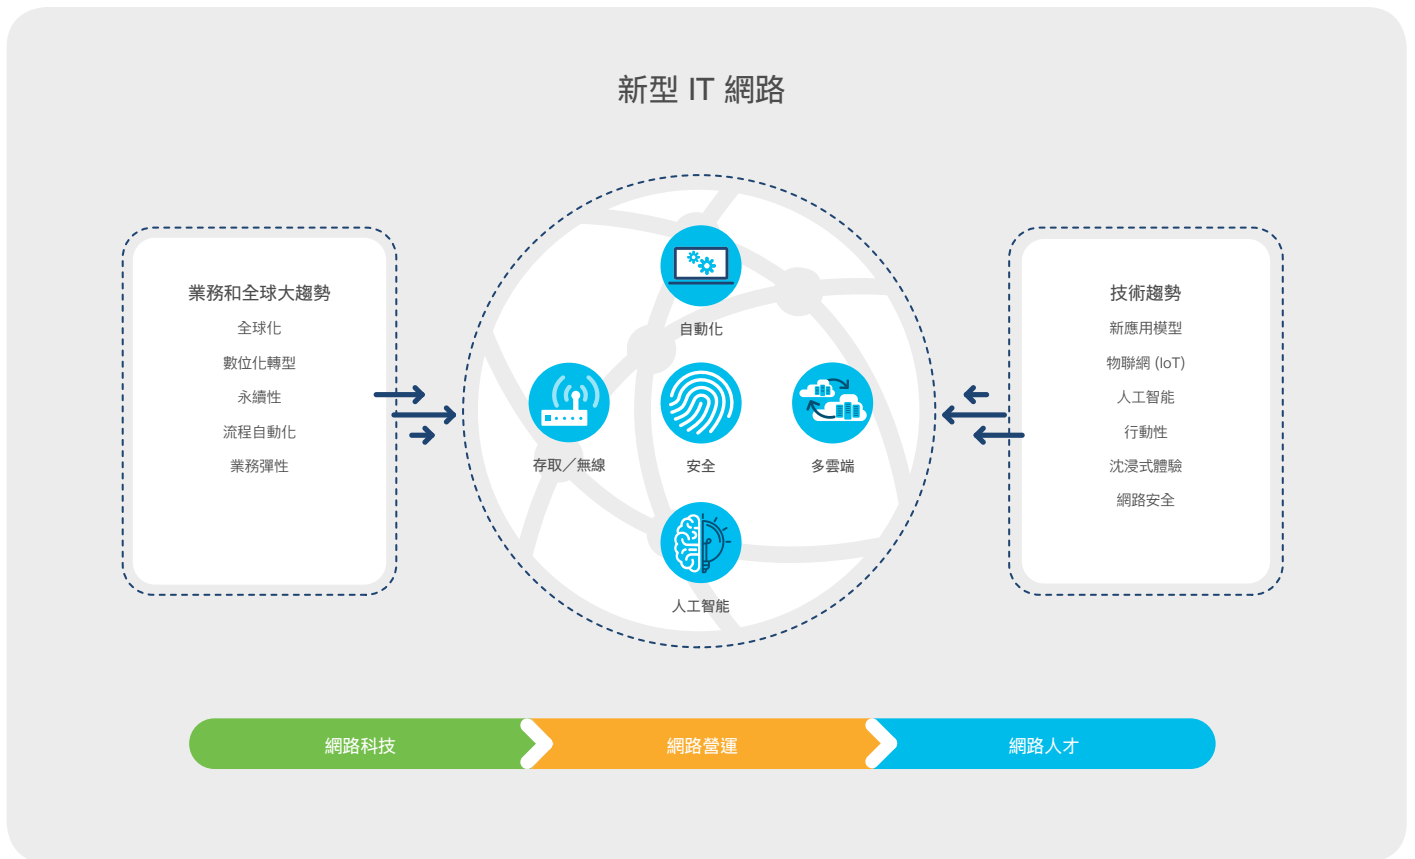 新型 IT 網路
業務和全球大趨勢
全球化
數位化轉型
永續性
流程自動化
業務彈性
自動化
存取／無線
安全
多雲端
人工智能
技術趨勢
新應用模型
物聯網 (IoT)
人工智能
行動性
沈浸式體驗
網路安全
網路科技
網路營運
網路人才